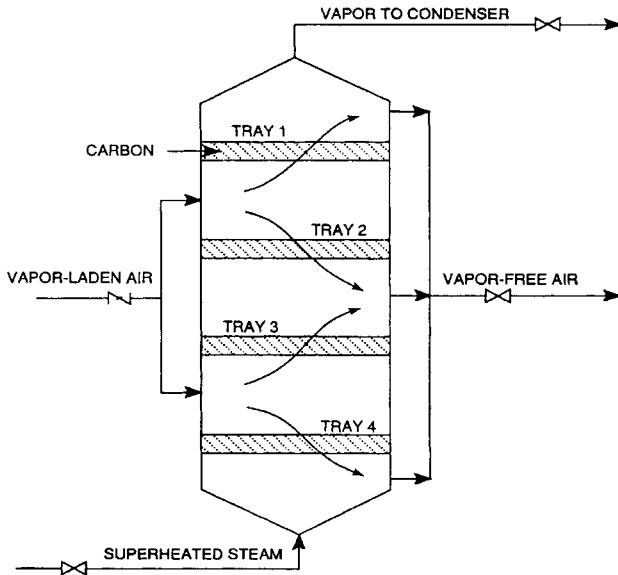 VAPOR TO CONDENSER
TRAY 1
CARBON
TRAY 2
VAPOR-LADEN AIR
VAPOR-FREE AIR
TRAY 3
TRAY 4
SUPERHEATED STEAM